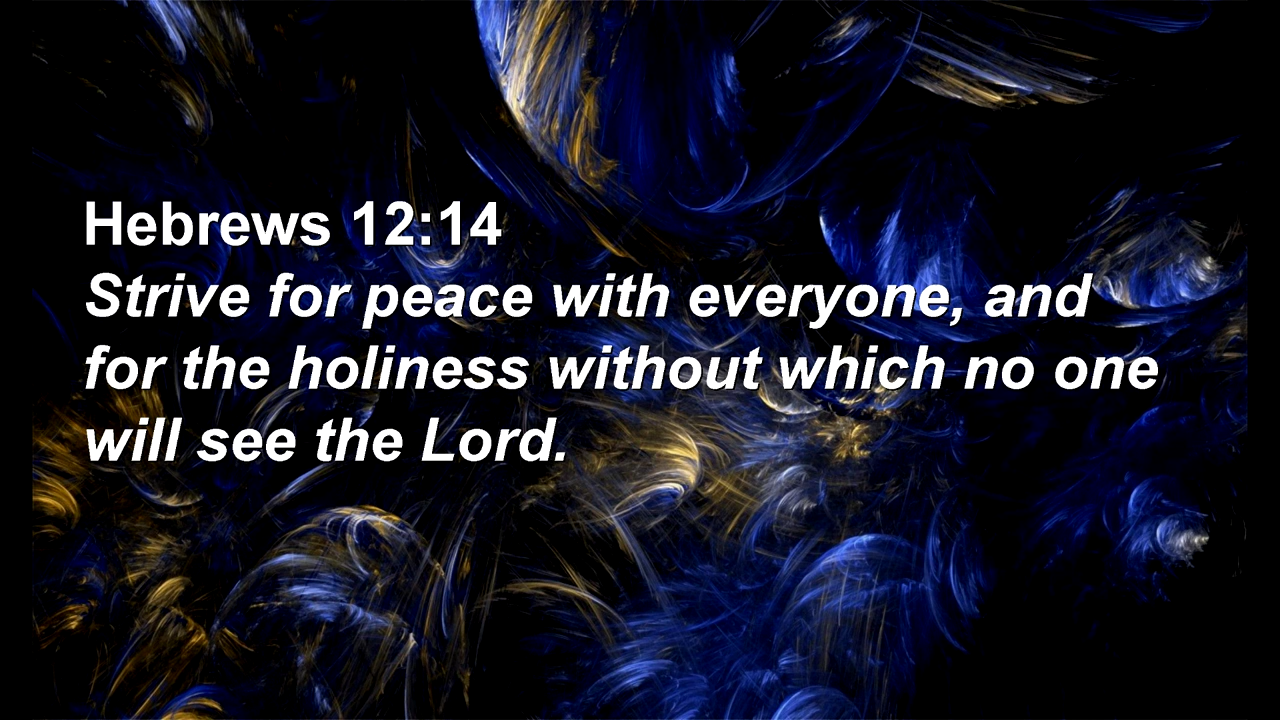 Hebrews 12:14
Strive for peace with everyone, and
for the holiness without which no one
will see the Lord.